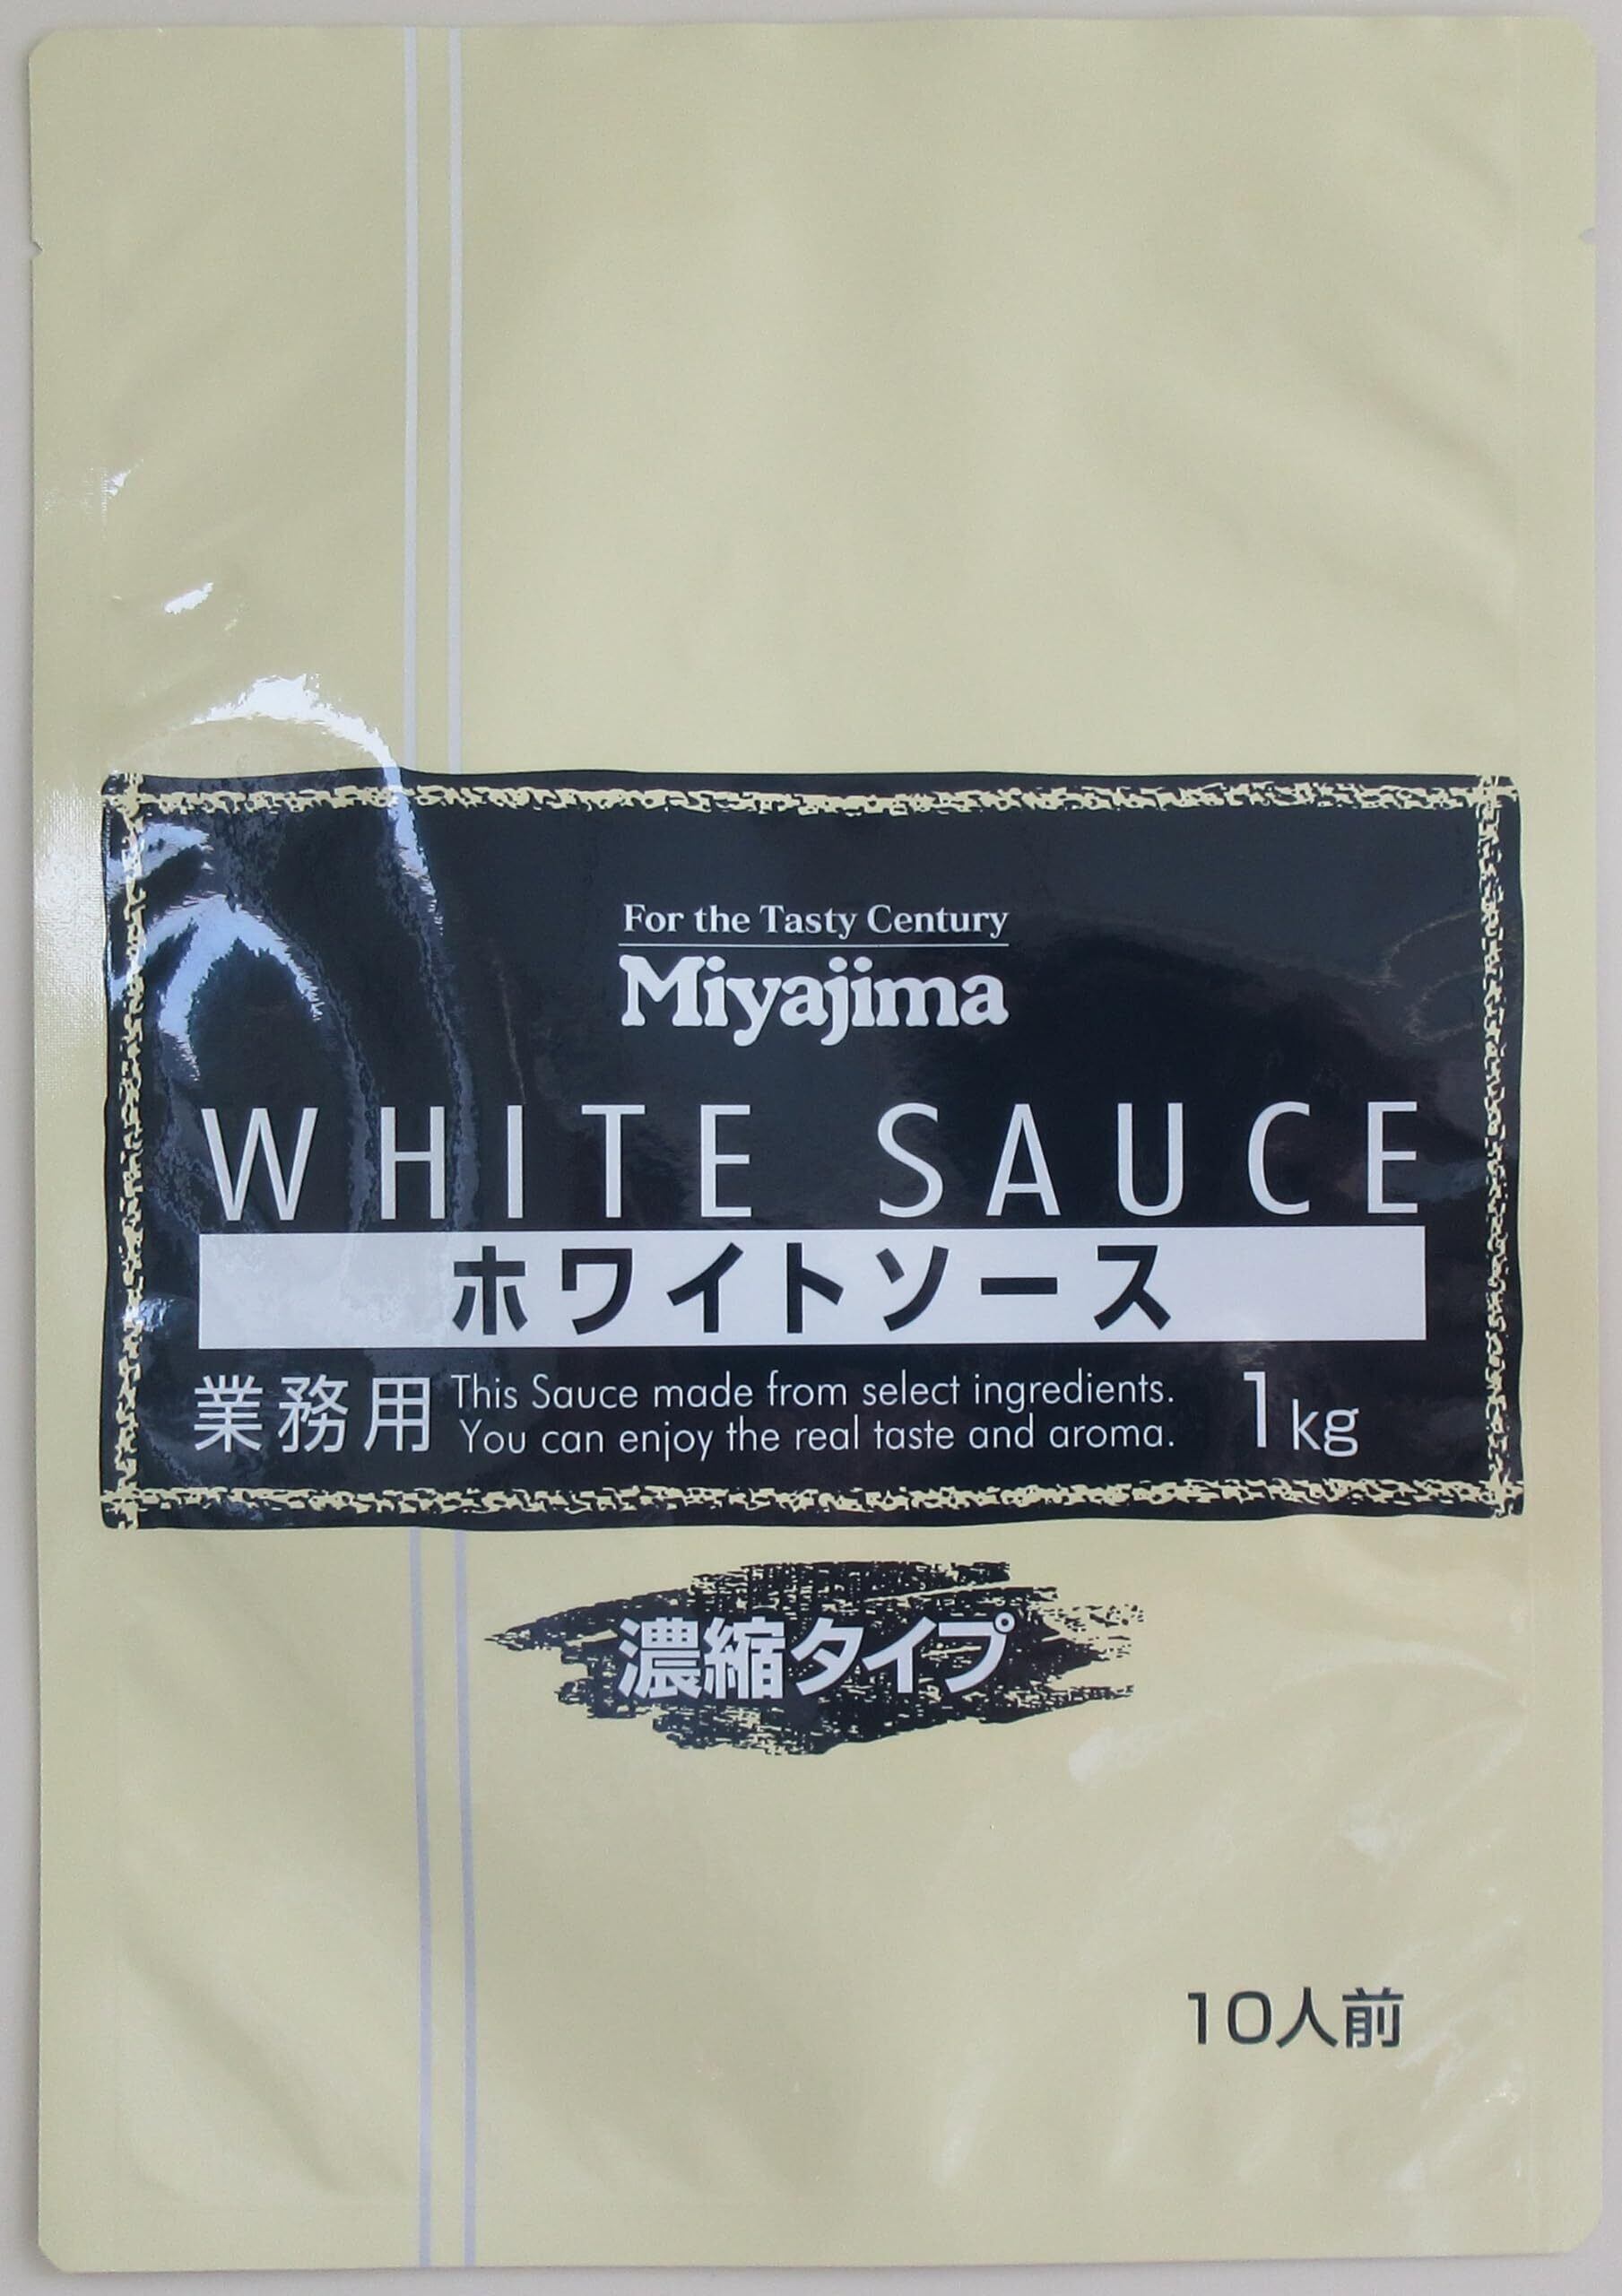 For the Tasty Century
Miyajima
WHITE SAUCE
ホワイトソース
業務用
This Sauce made from select ingredients.
You can enjoy the real taste and aroma.
1kg
濃縮タイプ
10人前